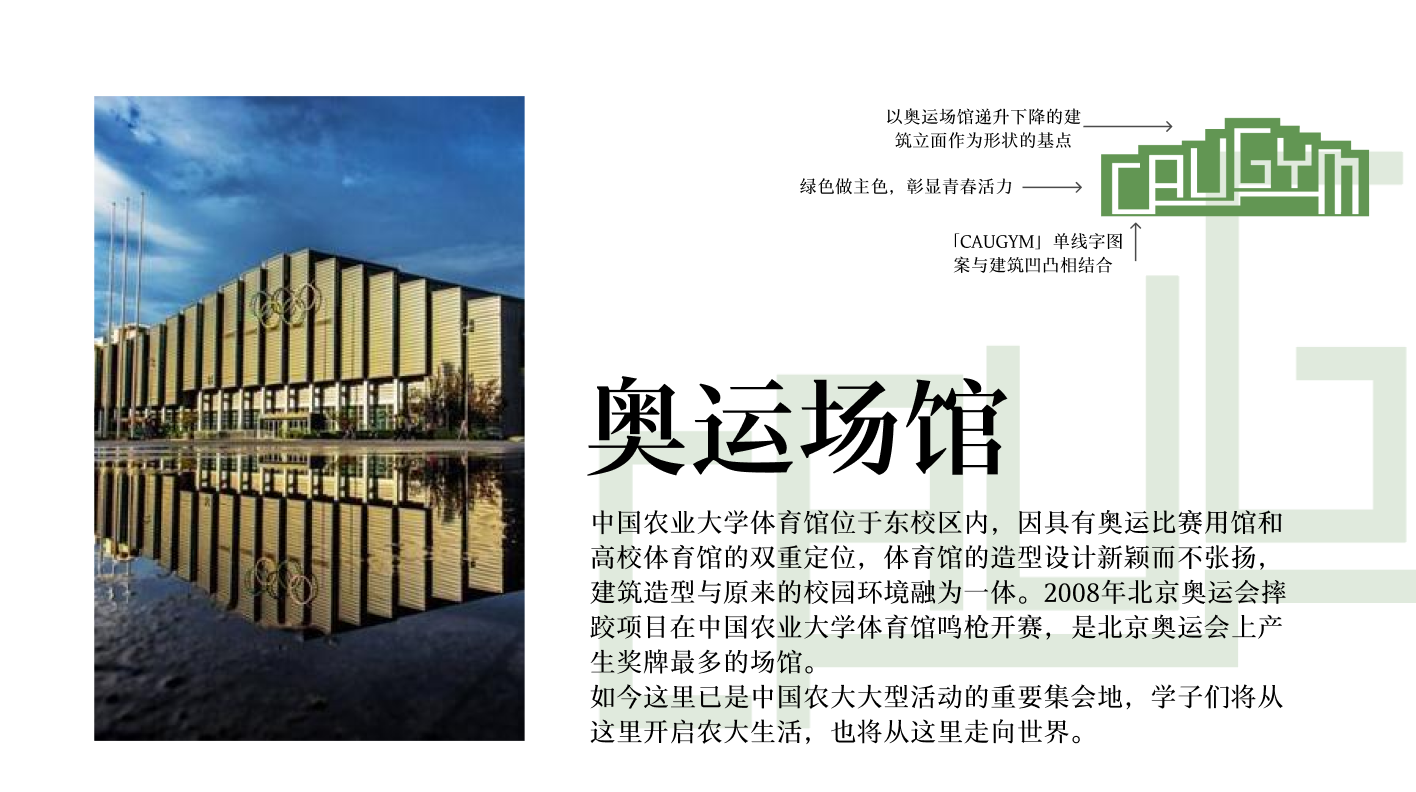 以奥运场馆递升下降的建
筑立面作为形状的基点
绿色做主色，彰显青春活力
CAUGYM
「CAUGYM」单线字图
案与建筑凹凸相结合
奥运场馆
中国农业大学体育馆位于东校区内，因具有奥运比赛用馆和
高校体育馆的双重定位，体育馆的造型设计新颖而不张扬，
建筑造型与原来的校园环境融为一体。2008年北京奥运会摔
跤项目在中国农业大学体育馆鸣枪开赛，是北京奥运会上产
生奖牌最多的场馆。
如今这里已是中国农大大型活动的重要集会地，学子们将从
这里开启农大生活，也将从这里走向世界。